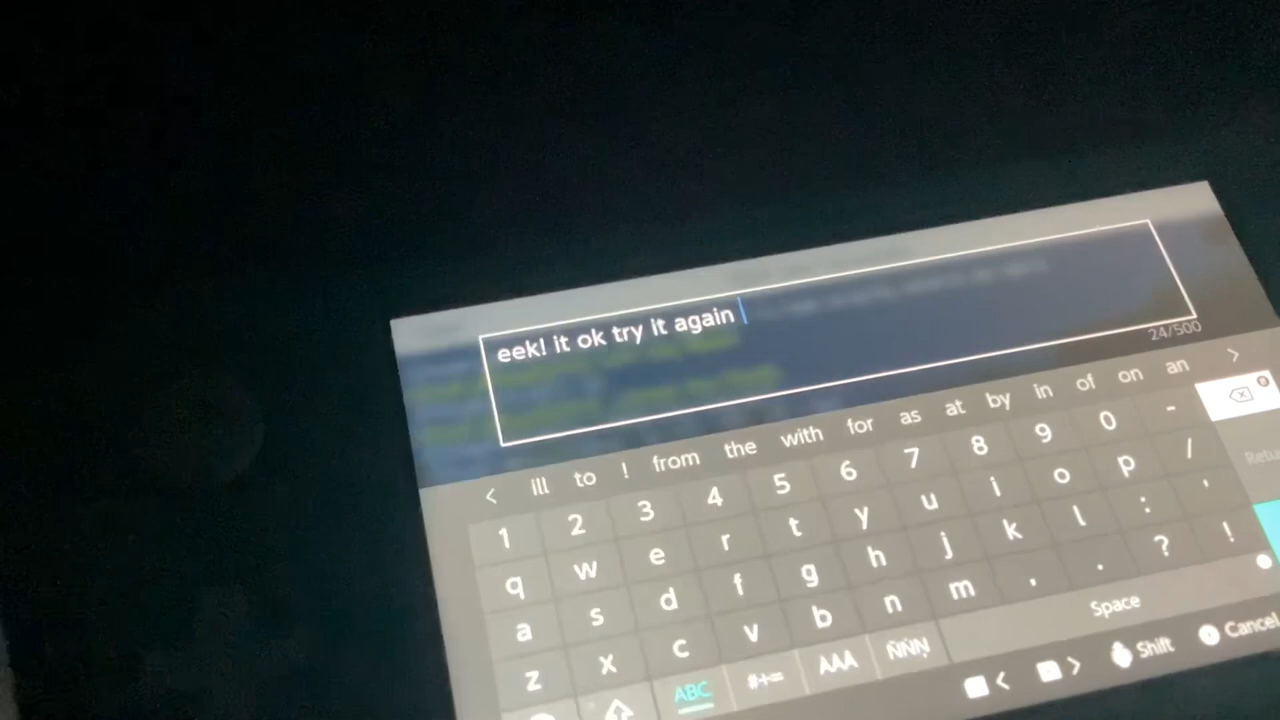 eek! it ok try it again
24/500
< ill to ! from the with for as at by in of on an >
1 2 3 4 5 6 7 8 9 0 -
q w e r t y u i o p /
a s d f g h j k l : '
z x c v b n m , . ? !
ABC #+= ÀÀÀ ÑÑÑ Space
< > Shift Cancel